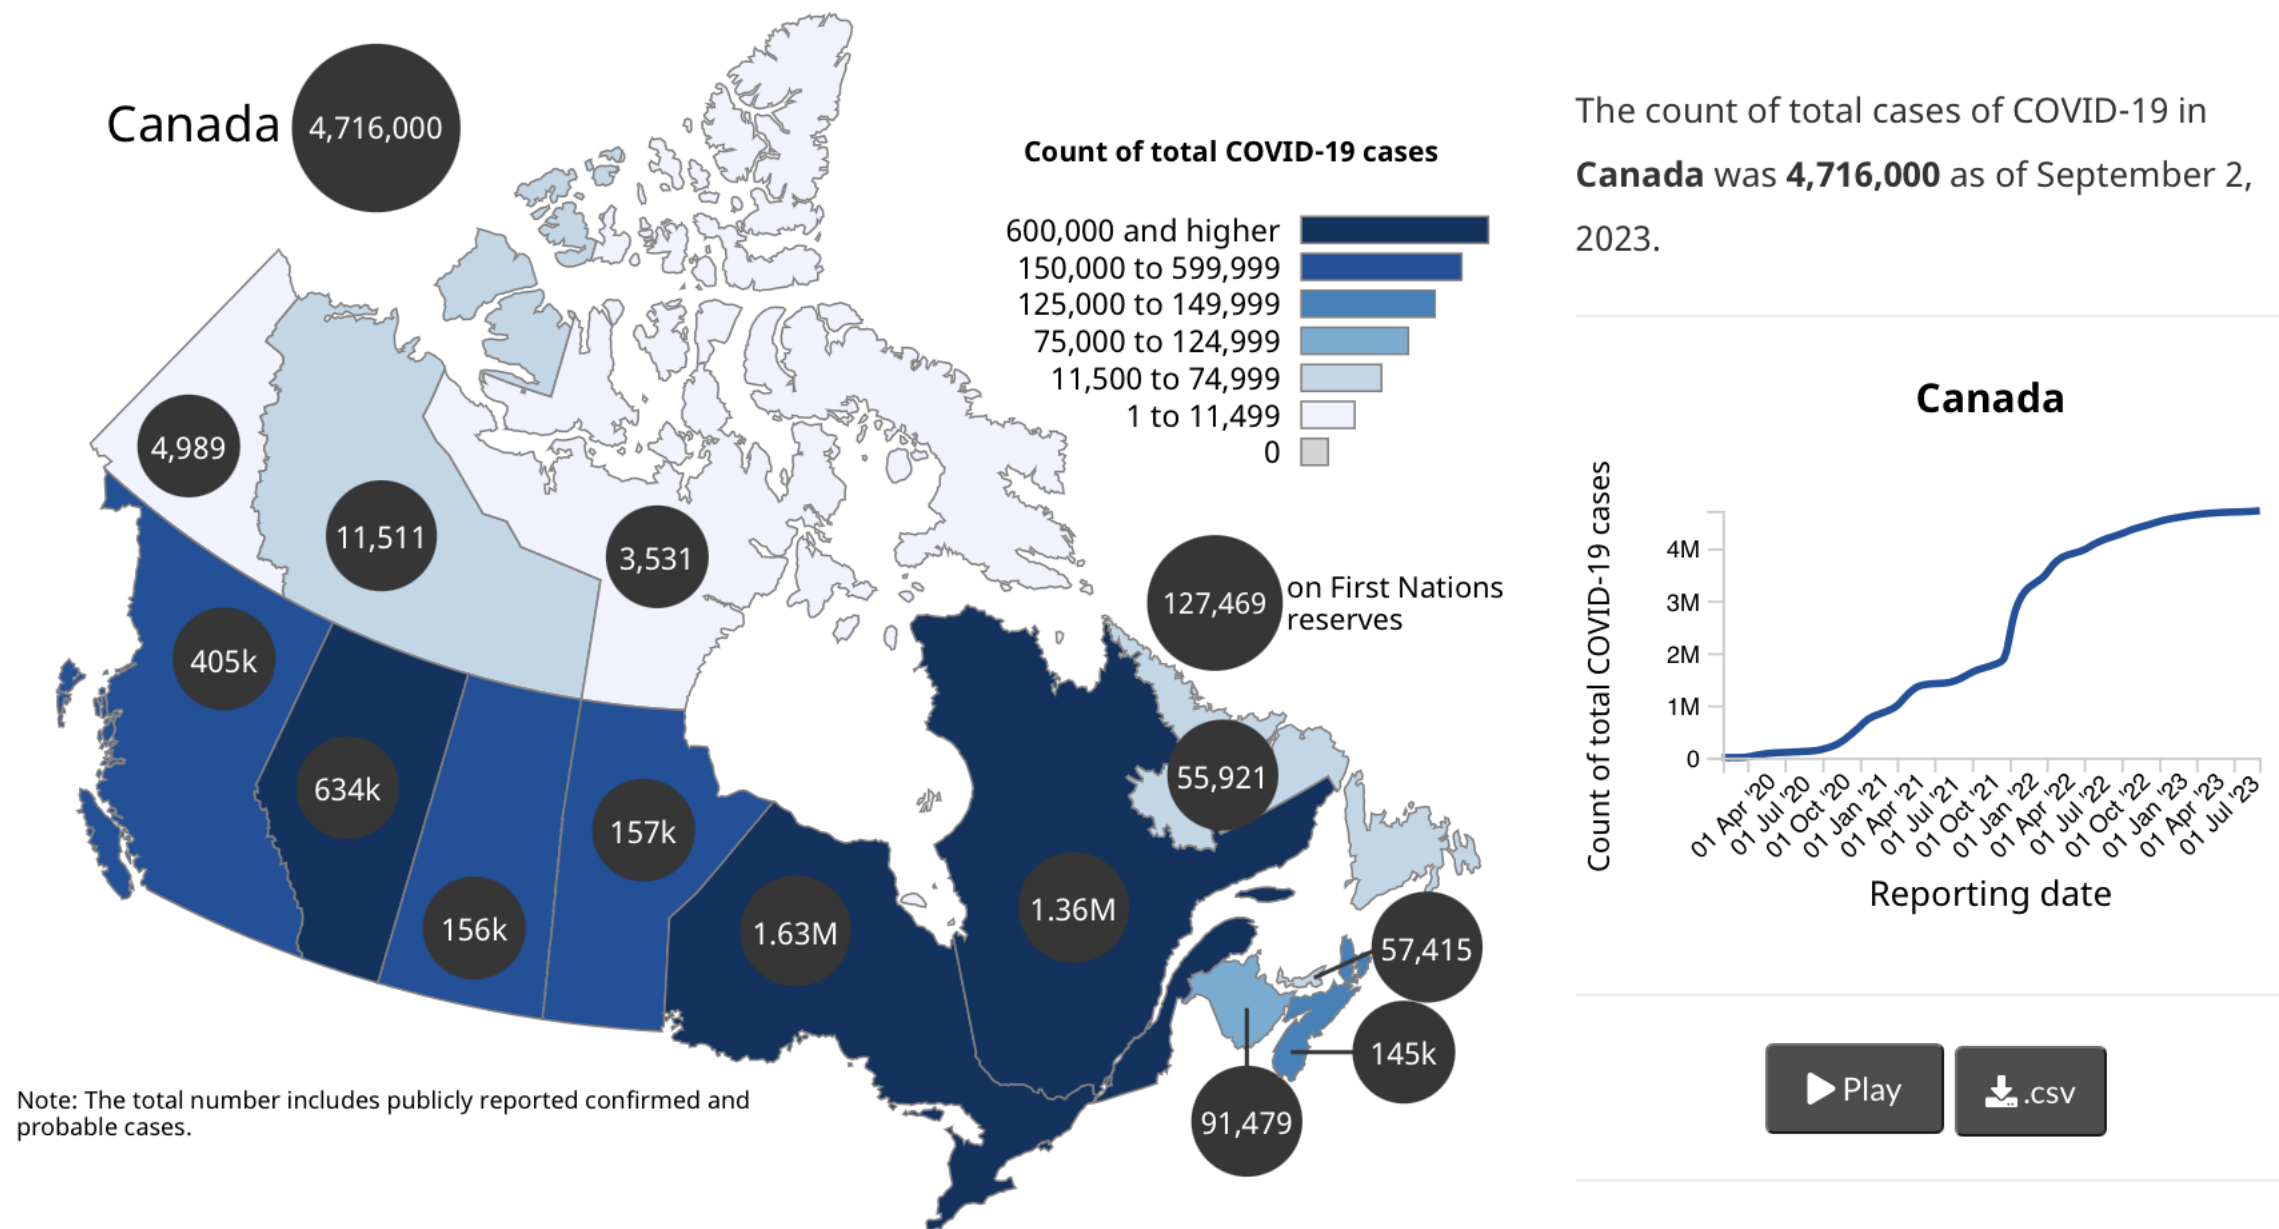 Canada
4,716,000
Count of total COVID-19 cases
600,000 and higher
150,000 to 599,999
125,000 to 149,999
75,000 to 124,999
11,500 to 74,999
1 to 11,499
0
4,989
11,511
3,531
127,469
on First Nations
reserves
405k
634k
156k
157k
1.63M
1.36M
55,921
57,415
145k
91,479
Note: The total number includes publicly reported confirmed and
probable cases.
The count of total cases of COVID-19 in
Canada was 4,716,000 as of September 2,
2023.
Canada
Count of total COVID-19 cases
4M
3M
2M
1M
0
01 Apr '20
01 Jul '20
01 Oct '20
01 Jan '21
01 Apr '21
01 Jul '21
01 Oct '21
01 Jan '22
01 Apr '22
01 Jul '22
01 Oct '22
01 Jan '23
01 Apr '23
01 Jul '23
Reporting date
Play
.csv